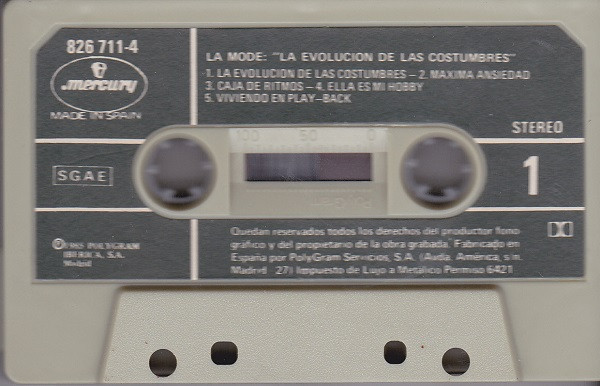 826 711-4
mercury
MADE IN SPAIN
LA MODE: "LA EVOLUCION DE LAS COSTUMBRES"
1. LA EVOLUCION DE LAS COSTUMBRES – 2. MAXIMA ANSIEDAD
3. CAJA DE RITMOS – 4. ELLA ES MI HOBBY
5. VIVIENDO EN PLAY-BACK
STEREO
1
SGAE
100 50 0
Ⓟ 1985 POLYGRAM
IBERICA, S.A.
Madrid
Quedan reservados todos los derechos del productor fono-
gráfico y del propietario de la obra grabada. Fabricado en
España por PolyGram Servicios, S.A. (Avda. América, s/n.
Madrid 27) Impuesto de Lujo a Metálico Permiso 6421